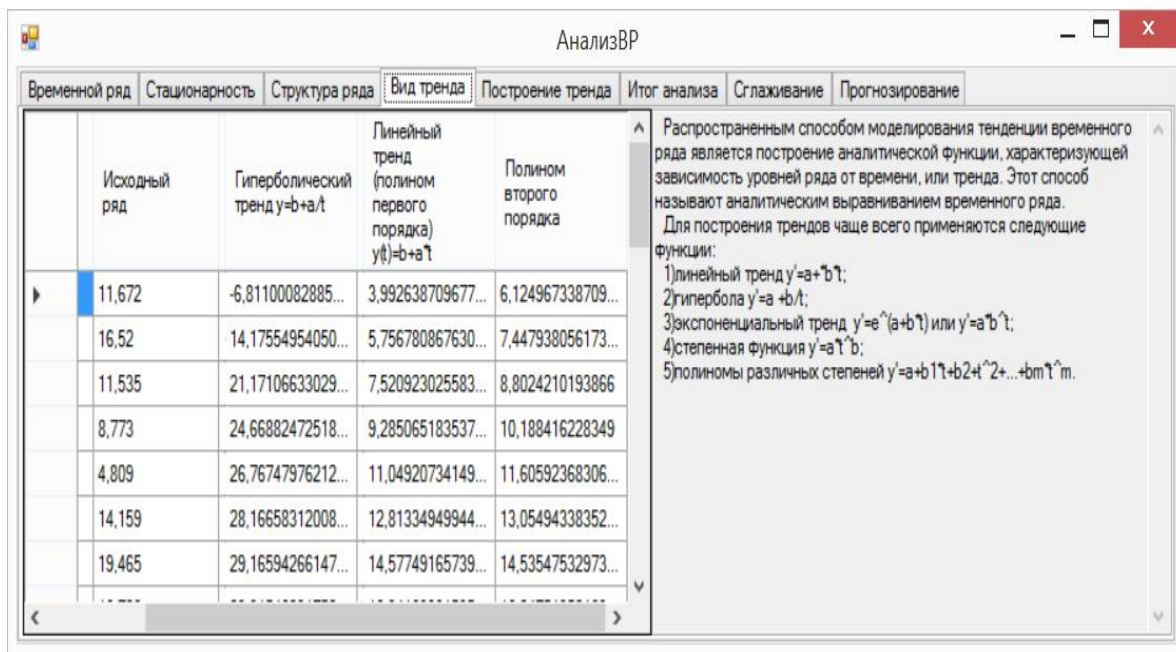 АнализВР
Временной ряд Стационарность Структура ряда Вид тренда Построение тренда Итог анализа Сглаживание Прогнозирование
Исходный
ряд
Гиперболический
тренд y=b+a/t
Линейный
тренд
(полином
первого
порядка)
y(t)=b+a*t
Полином
второго
порядка
11,672 -6,81100082885... 3,992638709677... 6,124967338709...
16,52 14,17554954050... 5,756780867630... 7,447938056173...
11,535 21,17106633029... 7,520923025583... 8,8024210193866
8,773 24,66882472518... 9,285065183537... 10,188416228349
4,809 26,76747976212... 11,04920734149... 11,60592368306...
14,159 28,16658312008... 12,81334949944... 13,05494338352...
19,465 29,16594266147... 14,57749165739... 14,53547532973...
Распространенным способом моделирования тенденции временного
ряда является построение аналитической функции, характеризующей
зависимость уровней ряда от времени, или тренда. Этот способ
называют аналитическим выравниванием временного ряда.
Для построения трендов чаще всего применяются следующие
функции:
1)линейный тренд y'=a+*b*t;
2)гипербола y'=a +b/t;
3)экспоненциальный тренд y'=e^(a+b*t) или y'=a*b^t;
4)степенная функция y'=a*t^b;
5)полиномы различных степеней y'=a+b1*t+b2+t^2+...+bm*t^m.